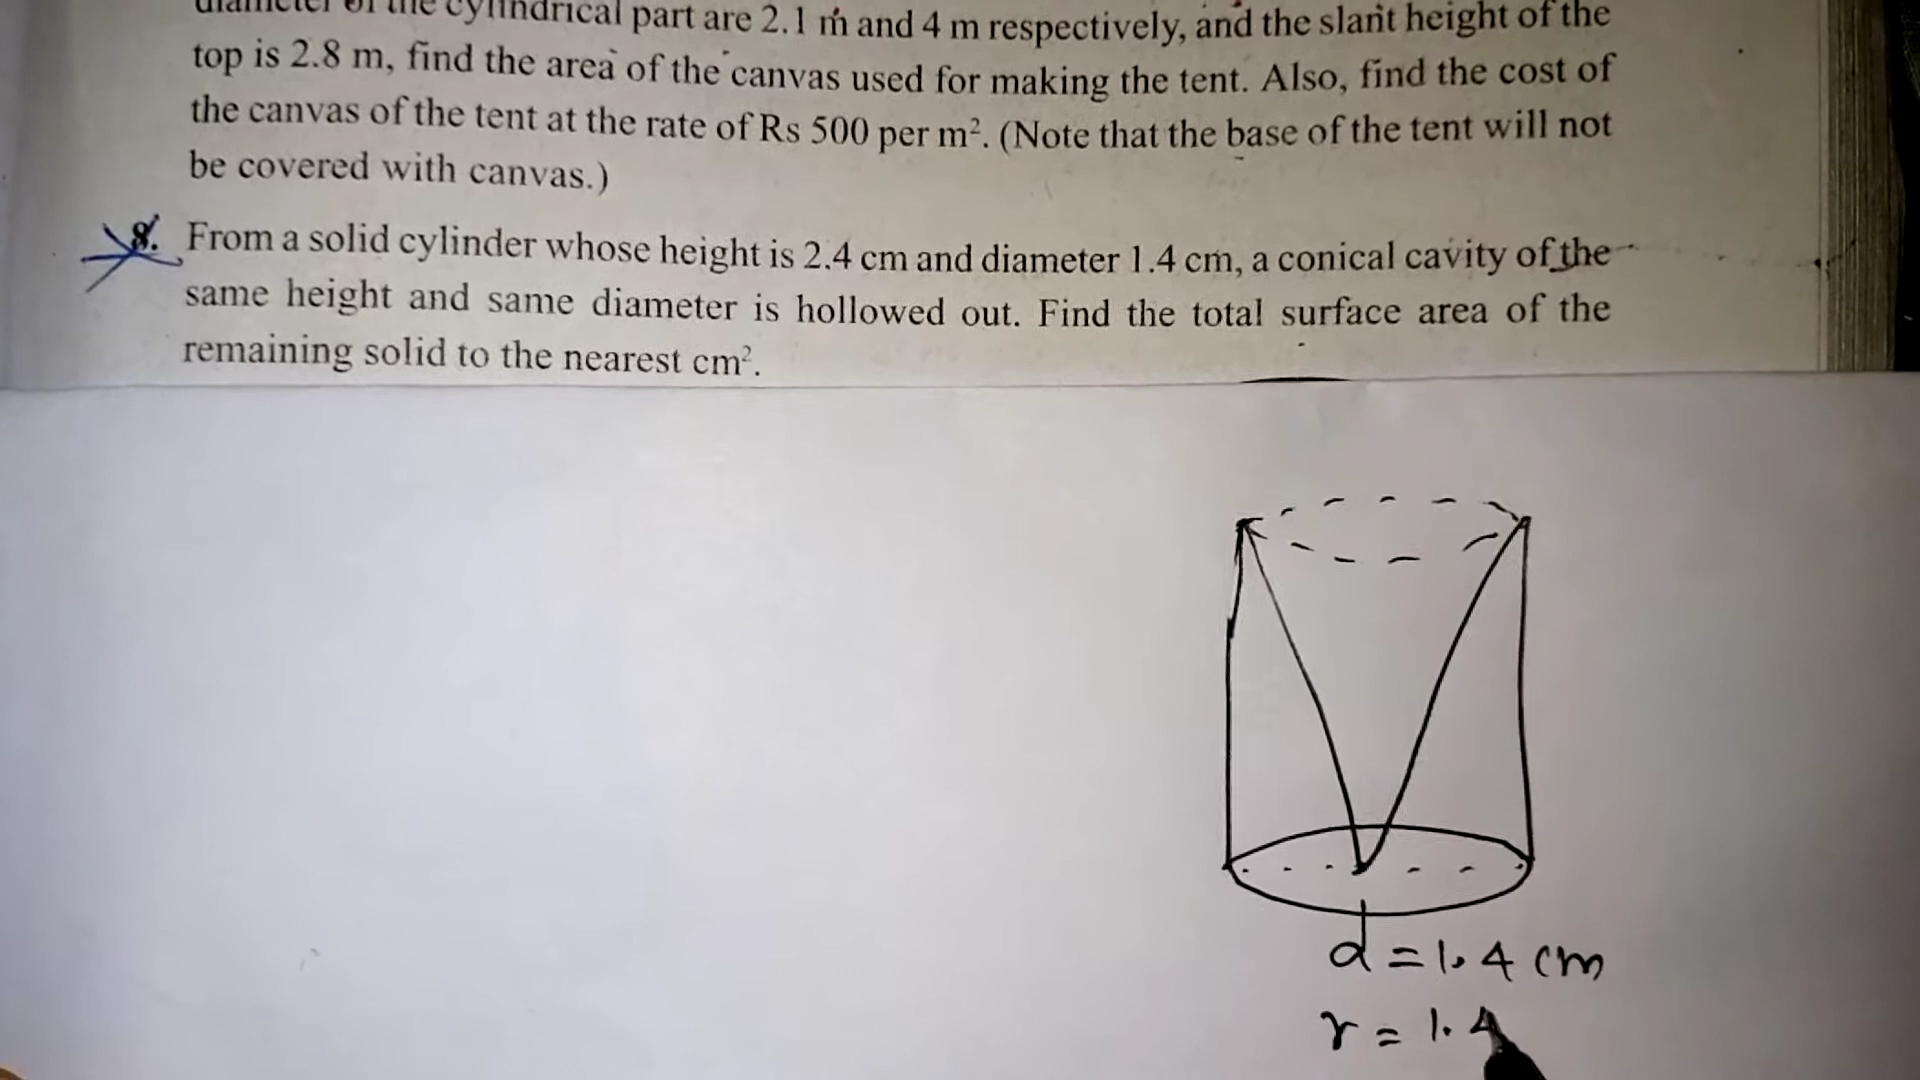 diameter of the cylindrical part are 2.1 m and 4 m respectively, and the slant height of the
top is 2.8 m, find the area of the canvas used for making the tent. Also, find the cost of
the canvas of the tent at the rate of Rs 500 per m². (Note that the base of the tent will not
be covered with canvas.)
8. From a solid cylinder whose height is 2.4 cm and diameter 1.4 cm, a conical cavity of the
same height and same diameter is hollowed out. Find the total surface area of the
remaining solid to the nearest cm².
d = 1.4 cm
r = 1.4